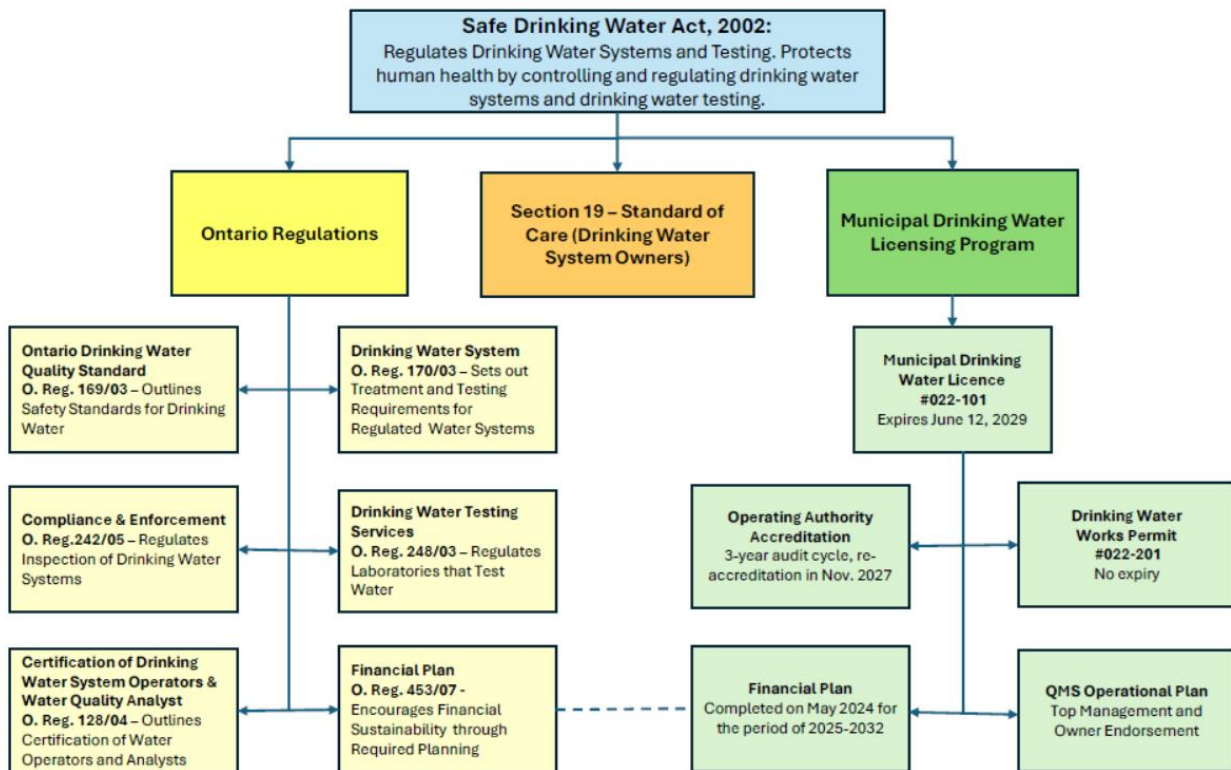 Safe Drinking Water Act, 2002:
Regulates Drinking Water Systems and Testing. Protects
human health by controlling and regulating drinking water
systems and drinking water testing.
Ontario Regulations
Section 19 – Standard of
Care (Drinking Water
System Owners)
Municipal Drinking Water
Licensing Program
Ontario Drinking Water
Quality Standard
O. Reg. 169/03 – Outlines
Safety Standards for Drinking
Water
Drinking Water System
O. Reg. 170/03 – Sets out
Treatment and Testing
Requirements for
Regulated Water Systems
Municipal Drinking
Water Licence
#022-101
Expires June 12, 2029
Compliance & Enforcement
O. Reg.242/05 – Regulates
Inspection of Drinking Water
Systems
Drinking Water Testing
Services
O. Reg. 248/03 – Regulates
Laboratories that Test
Water
Operating Authority
Accreditation
3-year audit cycle, re-
accreditation in Nov. 2027
Drinking Water
Works Permit
#022-201
No expiry
Certification of Drinking
Water System Operators &
Water Quality Analyst
O. Reg. 128/04 – Outlines
Certification of Water
Operators and Analysts
Financial Plan
O. Reg. 453/07 -
Encourages Financial
Sustainability through
Required Planning
Financial Plan
Completed on May 2024 for
the period of 2025-2032
QMS Operational Plan
Top Management and
Owner Endorsement